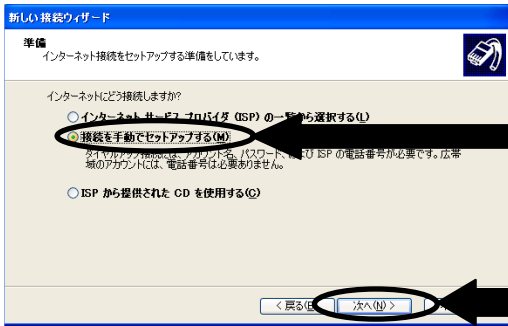 新しい接続ウィザード
準備
インターネット接続をセットアップする準備をしています。
インターネットにどう接続しますか?
インターネット サービス プロバイダ (ISP) の一覧から選択する(L)
接続を手動でセットアップする(M)
ダイヤルアップ接続には、アカウント名、パスワード、および ISP の電話番号が必要です。広帯
域のアカウントには、電話番号は必要ありません。
ISP から提供された CD を使用する(C)
< 戻る(B
次へ(N) >